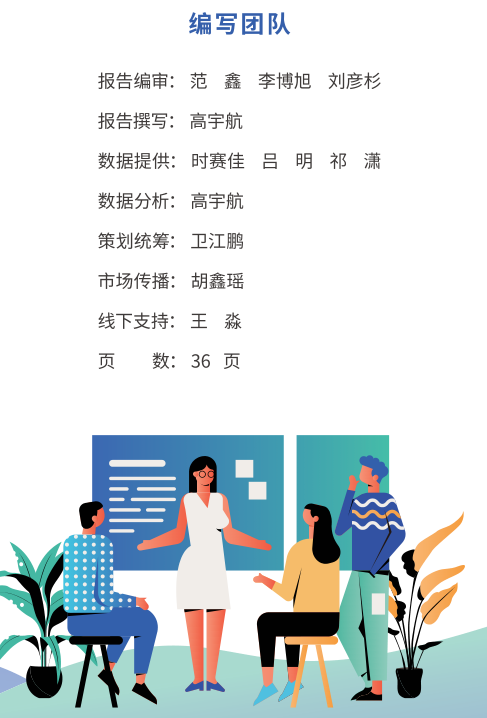 编写团队
报告编审： 范　鑫　李博旭　刘彦杉
报告撰写： 高宇航
数据提供： 时赛佳　吕　明　祁　潇
数据分析： 高宇航
策划统筹： 卫江鹏
市场传播： 胡鑫瑶
线下支持： 王　淼
页　　数： 36 页